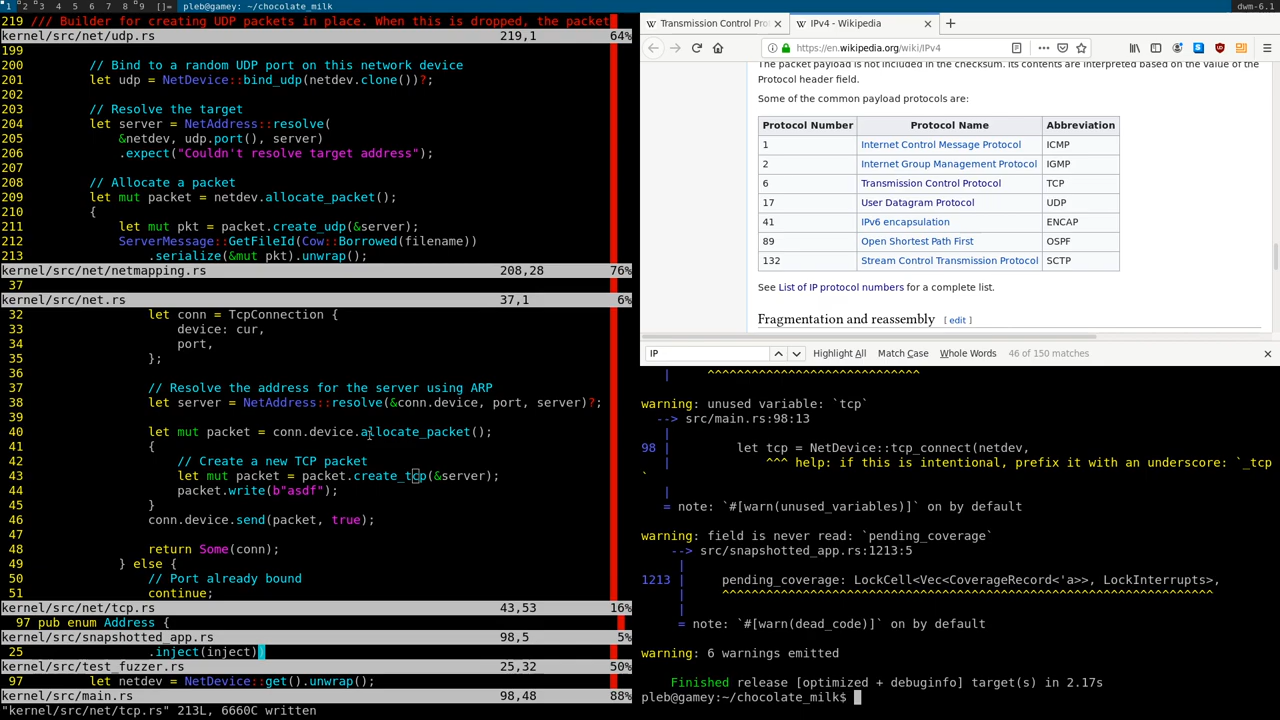 1 2 3 4 5 6 7 8 9 []= pleb@gamey: ~/chocolate_milk dwm-6.1
219 /// Builder for creating UDP packets in place. When this is dropped, the packet
kernel/src/net/udp.rs 219,1 64%
199
200 // Bind to a random UDP port on this network device
201 let udp = NetDevice::bind_udp(netdev.clone())?;
202
203 // Resolve the target
204 let server = NetAddress::resolve(
205 &netdev, udp.port(), server)
206 .expect("Couldn't resolve target address");
207
208 // Allocate a packet
209 let mut packet = netdev.allocate_packet();
210 {
211 let mut pkt = packet.create_udp(&server);
212 ServerMessage::GetFileId(Cow::Borrowed(filename))
213 .serialize(&mut pkt).unwrap();
kernel/src/net/netmapping.rs 208,28 76%
37
kernel/src/net.rs 37,1 6%
32 let conn = TcpConnection {
33 device: cur,
34 port,
35 };
36
37 // Resolve the address for the server using ARP
38 let server = NetAddress::resolve(&conn.device, port, server)?;
39
40 let mut packet = conn.device.allocate_packet();
41 {
42 // Create a new TCP packet
43 let mut packet = packet.create_tcp(&server);
44 packet.write(b"asdf");
45 }
46 conn.device.send(packet, true);
47
48 return Some(conn);
49 } else {
50 // Port already bound
51 continue;
kernel/src/net/tcp.rs 43,53 16%
97 pub enum Address {
kernel/src/snapshotted_app.rs 98,5 5%
25 .inject(inject))
kernel/src/test_fuzzer.rs 25,32 50%
97 let netdev = NetDevice::get().unwrap();
kernel/src/main.rs 98,48 88%
"kernel/src/net/tcp.rs" 213L, 6660C written
W Transmission Control Pro
W IPv4 - Wikipedia
https://en.wikipedia.org/wiki/IPv4
The packet payload is not included in the checksum. Its contents are interpreted based on the value of the
Protocol header field.
Some of the common payload protocols are:
Protocol Number Protocol Name Abbreviation
1 Internet Control Message Protocol ICMP
2 Internet Group Management Protocol IGMP
6 Transmission Control Protocol TCP
17 User Datagram Protocol UDP
41 IPv6 encapsulation ENCAP
89 Open Shortest Path First OSPF
132 Stream Control Transmission Protocol SCTP
See List of IP protocol numbers for a complete list.
Fragmentation and reassembly [ edit ]
IP Highlight All Match Case Whole Words 46 of 150 matches
| ^^^^^^^^^^^^^^^^^^^^^^^^^^^^
|
warning: unused variable: `tcp`
--> src/main.rs:98:13
|
98 | let tcp = NetDevice::tcp_connect(netdev,
| ^^^ help: if this is intentional, prefix it with an underscore: `_tcp
`
|
= note: `#[warn(unused_variables)]` on by default
warning: field is never read: `pending_coverage`
--> src/snapshotted_app.rs:1213:5
|
1213 | pending_coverage: LockCell<Vec<CoverageRecord<'a>>, LockInterrupts>,
| ^^^^^^^^^^^^^^^^^^^^^^^^^^^^^^^^^^^^^^^^^^^^^^^^^^^^^^^^^^^^^^^^^^^
|
= note: `#[warn(dead_code)]` on by default
warning: 6 warnings emitted
Finished release [optimized + debuginfo] target(s) in 2.17s
pleb@gamey:~/chocolate_milk$